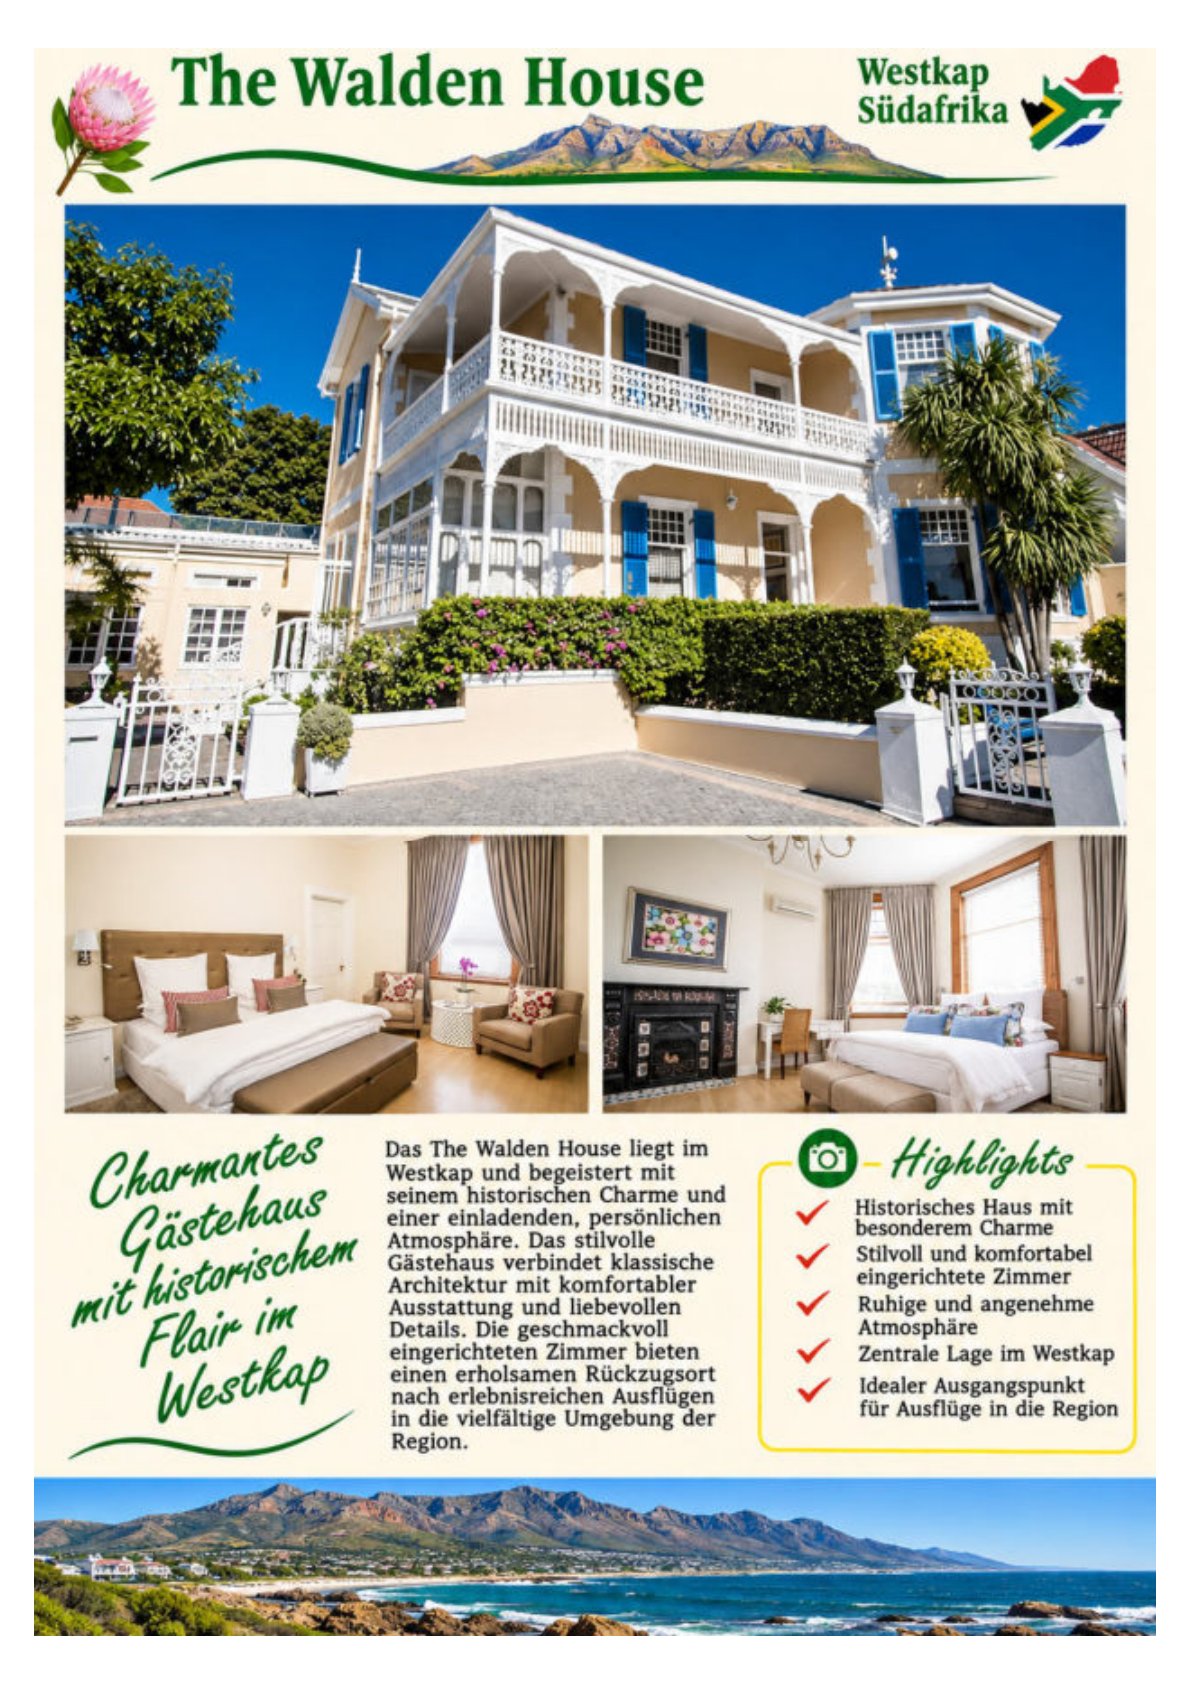 The Walden House
Westkap
Südafrika
Charmantes
Gästehaus
mit historischem
Flair im
Westkap
Das The Walden House liegt im
Westkap und begeistert mit
seinem historischen Charme und
einer einladenden, persönlichen
Atmosphäre. Das stilvolle
Gästehaus verbindet klassische
Architektur mit komfortabler
Ausstattung und liebevollen
Details. Die geschmackvoll
eingerichteten Zimmer bieten
einen erholsamen Rückzugsort
nach erlebnisreichen Ausflügen
in die vielfältige Umgebung der
Region.
Highlights
Historisches Haus mit
besonderem Charme
Stilvoll und komfortabel
eingerichtete Zimmer
Ruhige und angenehme
Atmosphäre
Zentrale Lage im Westkap
Idealer Ausgangspunkt
für Ausflüge in die Region